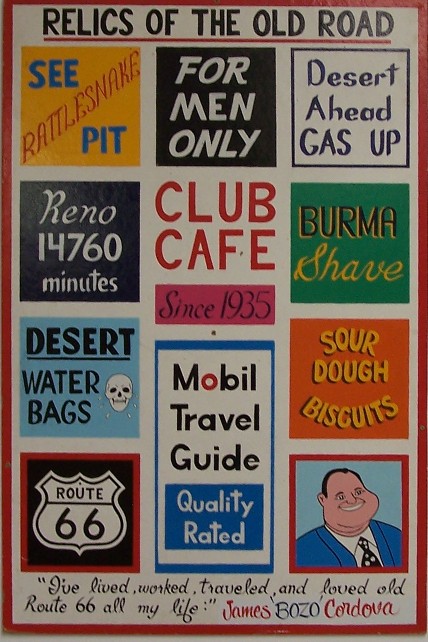 RELICS OF THE OLD ROAD
SEE
RATTLESNAKE
PIT
FOR
MEN
ONLY
Desert
Ahead
GAS UP
Reno
14760
minutes
CLUB
CAFE
Since 1935
BURMA
Shave
DESERT
WATER
BAGS
Mobil
Travel
Guide
Quality
Rated
SOUR
DOUGH
BISGUITS
ROUTE
66
"I've lived, worked, traveled, and loved old
Route 66 all my life:" James "BOZO" Cordova